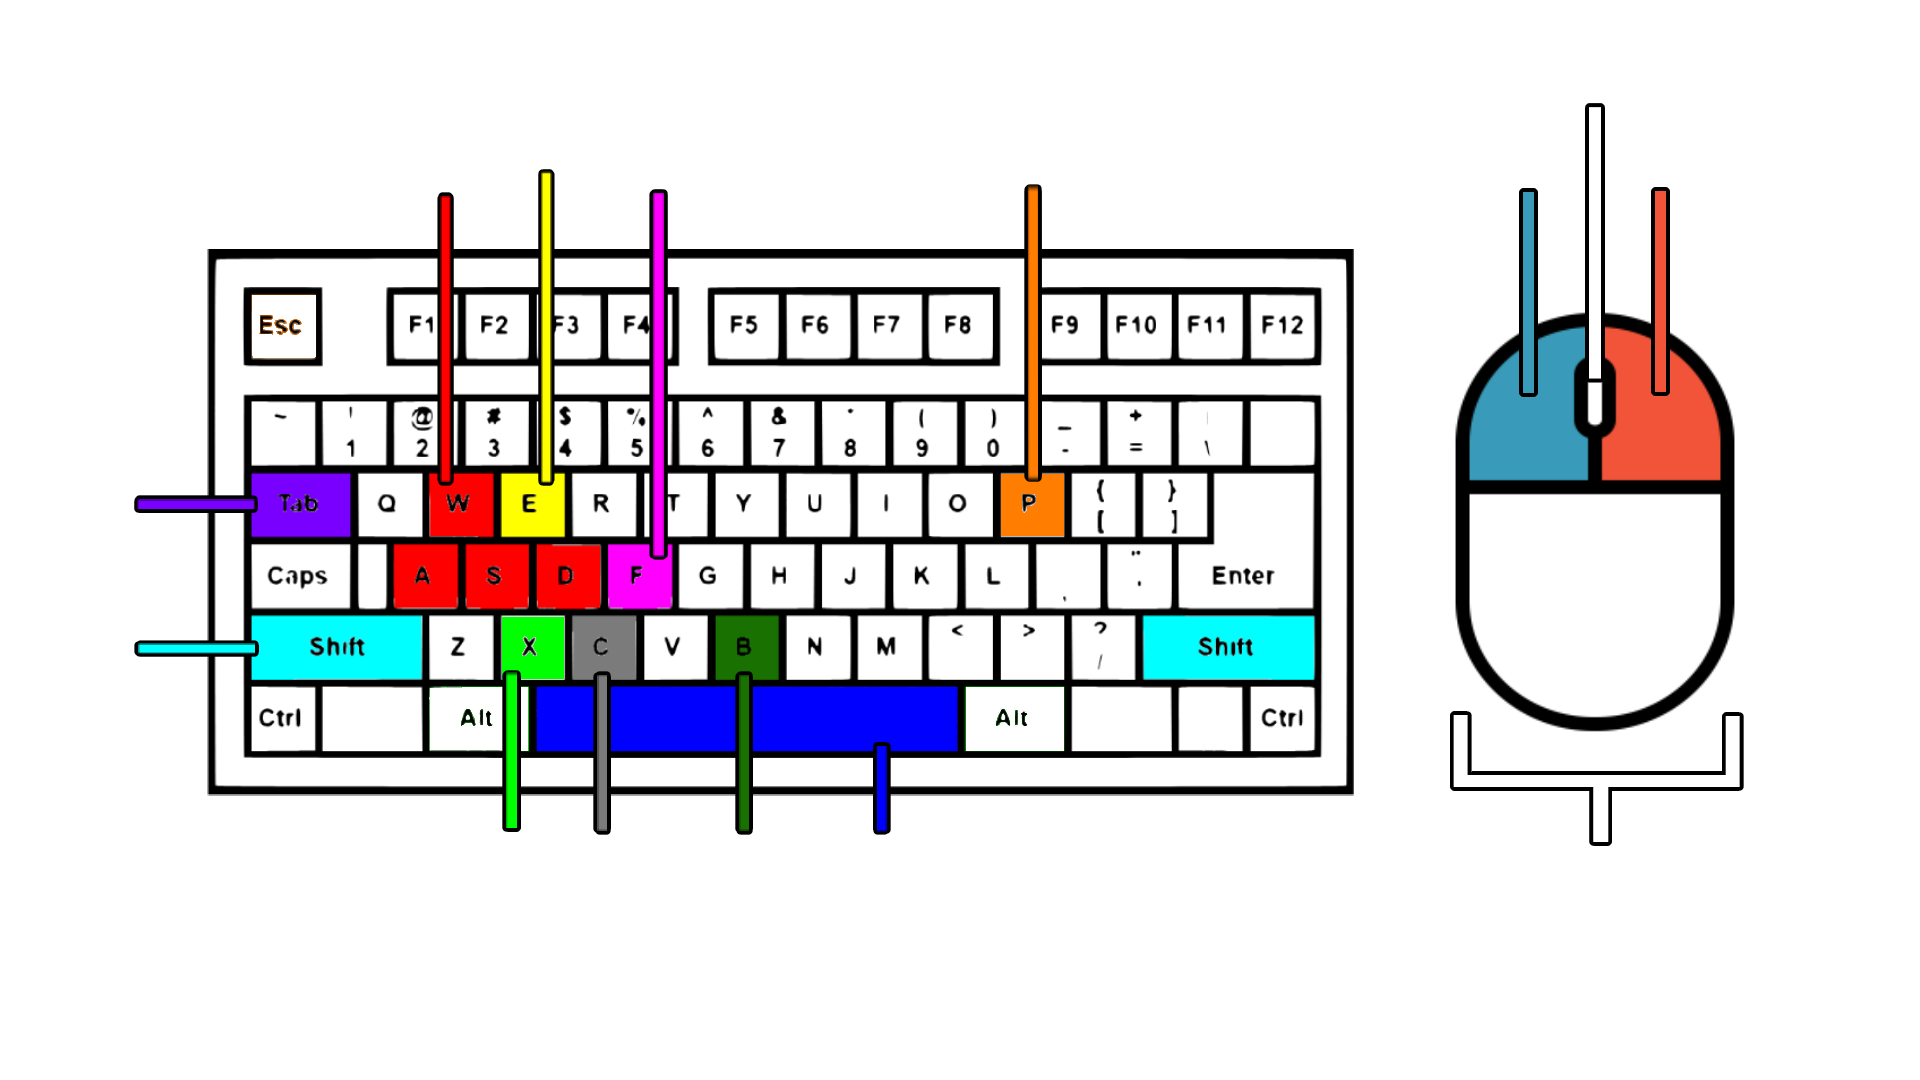 Esc F1 F2 F3 F4 F5 F6 F7 F8 F9 F10 F11 F12
~ ' @ # $ % ^ & * ( ) _ + |
1 2 3 4 5 6 7 8 9 0 - = \
Tab Q W E R T Y U I O P { }
[ ]
Caps A S D F G H J K L , " . Enter
Shift Z X C V B N M < > ? / Shift
Ctrl Alt Alt Ctrl